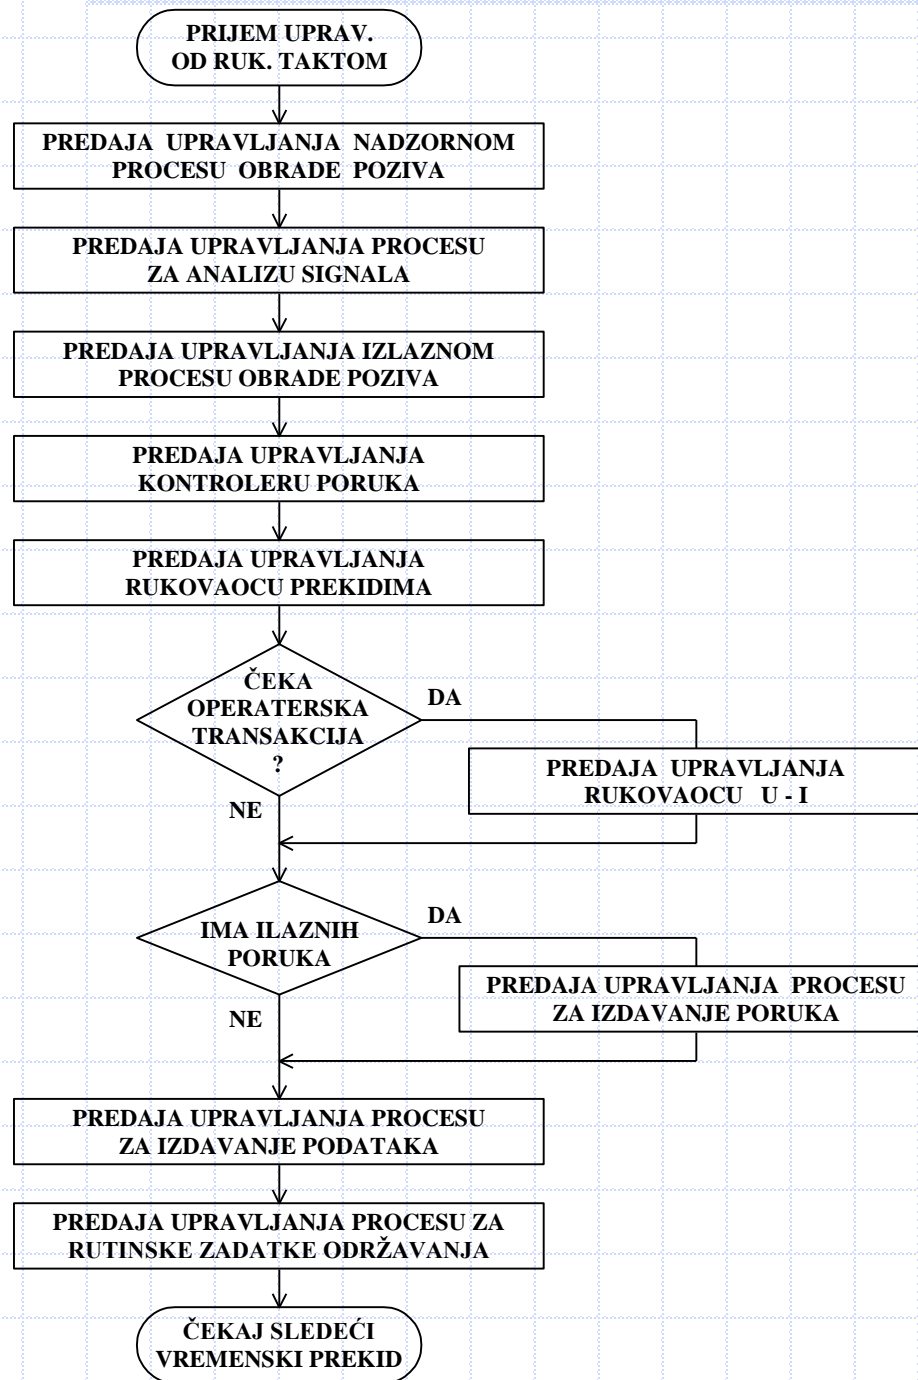 PRIJEM UPRAV.
OD RUK. TAKTOM
PREDAJA UPRAVLJANJA NADZORNOM
PROCESU OBRADE POZIVA
PREDAJA UPRAVLJANJA PROCESU
ZA ANALIZU SIGNALA
PREDAJA UPRAVLJANJA IZLAZNOM
PROCESU OBRADE POZIVA
PREDAJA UPRAVLJANJA
KONTROLERU PORUKA
PREDAJA UPRAVLJANJA
RUKOVAOCU PREKIDIMA
ČEKA
OPERATERSKA
TRANSAKCIJA
?
DA
PREDAJA UPRAVLJANJA
RUKOVAOCU U - I
NE
IMA ILAZNIH
PORUKA
DA
PREDAJA UPRAVLJANJA PROCESU
ZA IZDAVANJE PORUKA
NE
PREDAJA UPRAVLJANJA PROCESU
ZA IZDAVANJE PODATAKA
PREDAJA UPRAVLJANJA PROCESU ZA
RUTINSKE ZADATKE ODRŽAVANJA
ČEKAJ SLEDEĆI
VREMENSKI PREKID